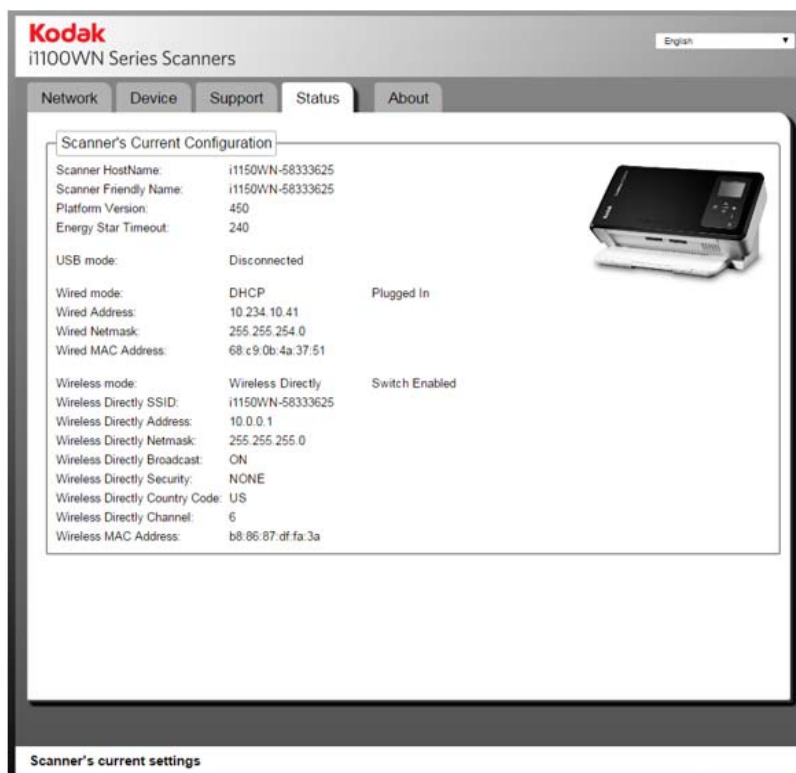 Kodak
i1100WN Series Scanners
English
Network Device Support Status About
Scanner's Current Configuration
Scanner HostName: i1150WN-58333625
Scanner Friendly Name: i1150WN-58333625
Platform Version: 450
Energy Star Timeout: 240
USB mode: Disconnected
Wired mode: DHCP Plugged In
Wired Address: 10.234.10.41
Wired Netmask: 255.255.254.0
Wired MAC Address: 68:c9:0b:4a:37:51
Wireless mode: Wireless Directly Switch Enabled
Wireless Directly SSID: i1150WN-58333625
Wireless Directly Address: 10.0.0.1
Wireless Directly Netmask: 255.255.255.0
Wireless Directly Broadcast: ON
Wireless Directly Security: NONE
Wireless Directly Country Code: US
Wireless Directly Channel: 6
Wireless MAC Address: b8:86:87:df:fa:3a
Scanner's current settings